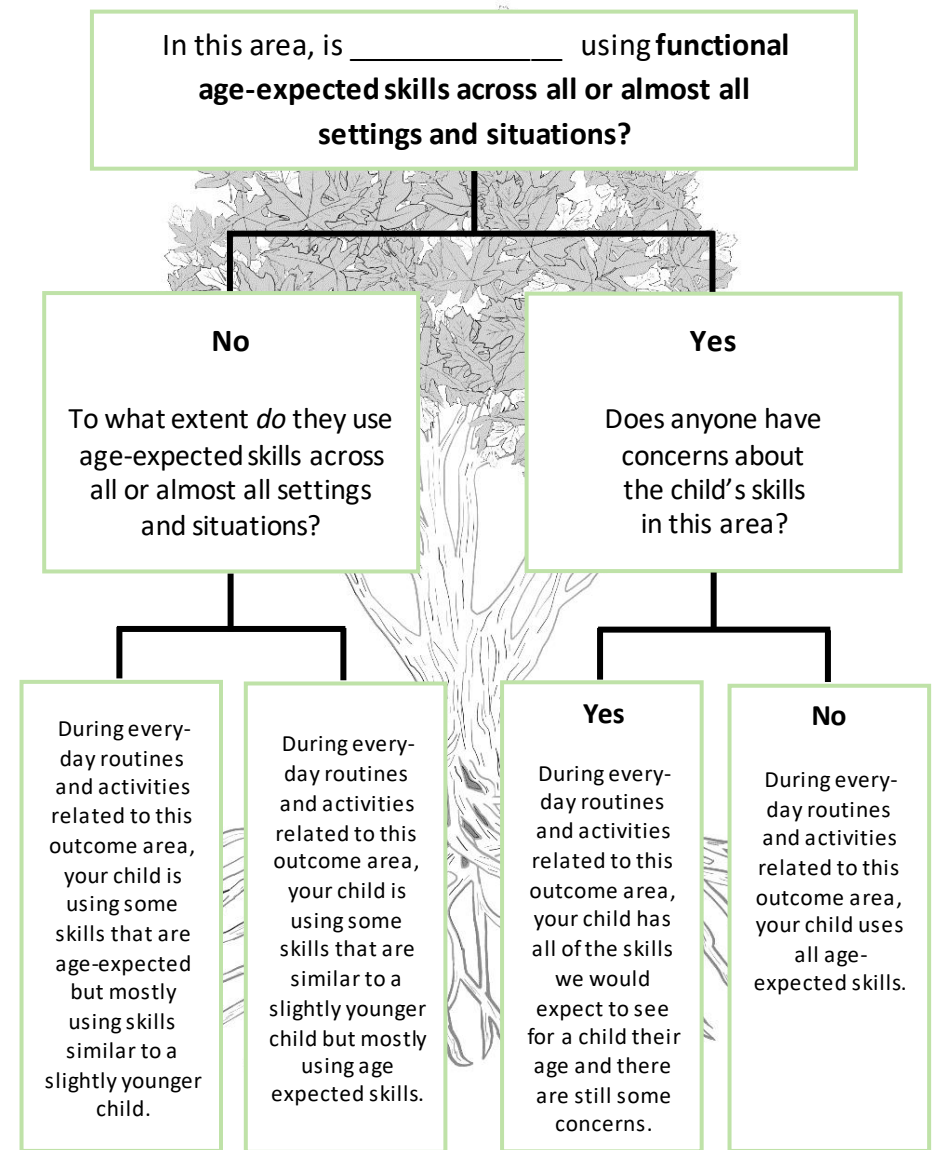 In this area, is ______________ using functional
age-expected skills across all or almost all
settings and situations?
No
To what extent do they use
age-expected skills across
all or almost all settings
and situations?
Yes
Does anyone have
concerns about
the child’s skills
in this area?
During every-
day routines
and activities
related to this
outcome area,
your child is
using some
skills that are
age-expected
but mostly
using skills
similar to a
slightly younger
child.
During every-
day routines
and activities
related to this
outcome area,
your child is
using some
skills that are
similar to a
slightly younger
child but mostly
using age
expected skills.
Yes
During every-
day routines
and activities
related to this
outcome area,
your child has
all of the skills
we would
expect to see
for a child their
age and there
are still some
concerns.
No
During every-
day routines
and activities
related to this
outcome area,
your child uses
all age-
expected skills.